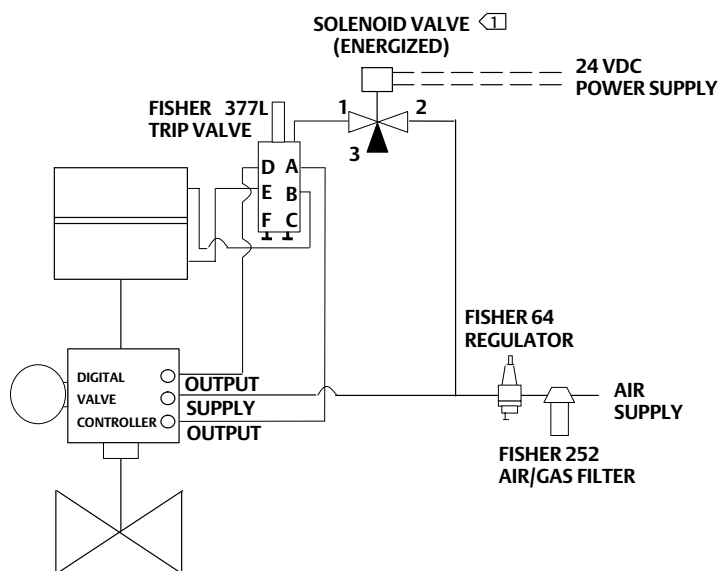 SOLENOID VALVE 1
(ENERGIZED)
24 VDC
POWER SUPPLY
FISHER 377L
TRIP VALVE
1
2
3
D A
E B
F C
FISHER 64
REGULATOR
DIGITAL
VALVE
CONTROLLER
OUTPUT
SUPPLY
OUTPUT
AIR
SUPPLY
FISHER 252
AIR/GAS FILTER